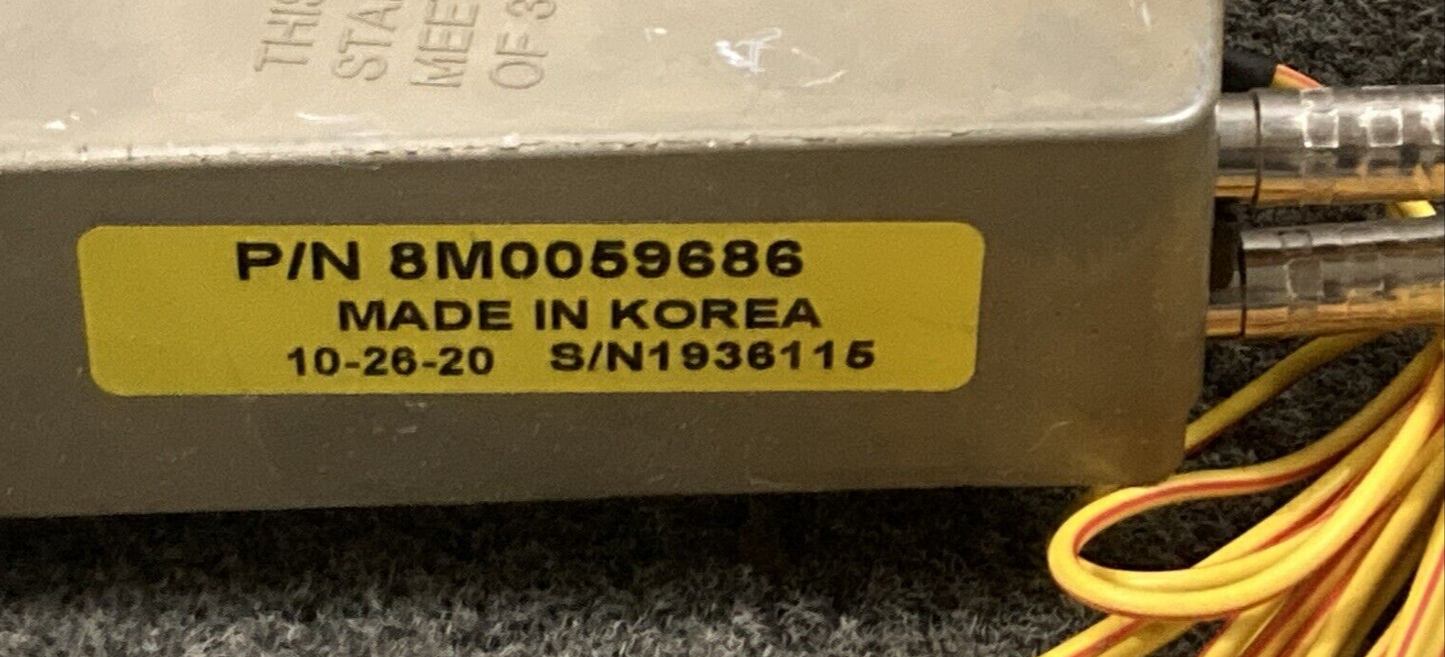 THIS
STA
MEE
OF 3
P/N 8M0059686
MADE IN KOREA
10-26-20 S/N1936115